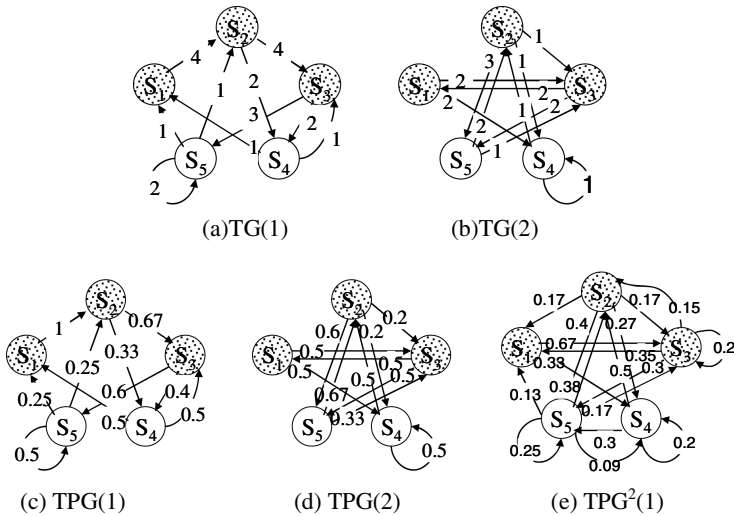 S2
4
4
S1
2
S3
1
3
2
1
1
1
S5
S4
2
(a)TG(1)
S2
1
3
1
S1
2
S3
2
2
1
2
2
1
S5
S4
1
(b)TG(2)
S2
1
0.67
S1
0.33
S3
0.25
0.6
0.4
0.25
0.5
0.5
S5
S4
0.5
(c) TPG(1)
S2
0.2
0.6
0.2
S1
0.5
S3
0.5
0.5
0.5
0.5
0.67
0.33
S5
S4
0.5
(d) TPG(2)
S2
0.17
0.17
0.15
0.4
0.27
S1
0.67
S3
0.2
0.33
0.35
0.5
0.3
0.38
0.13
0.17
S5
S4
0.3
0.25
0.09
0.2
(e) TPG²(1)